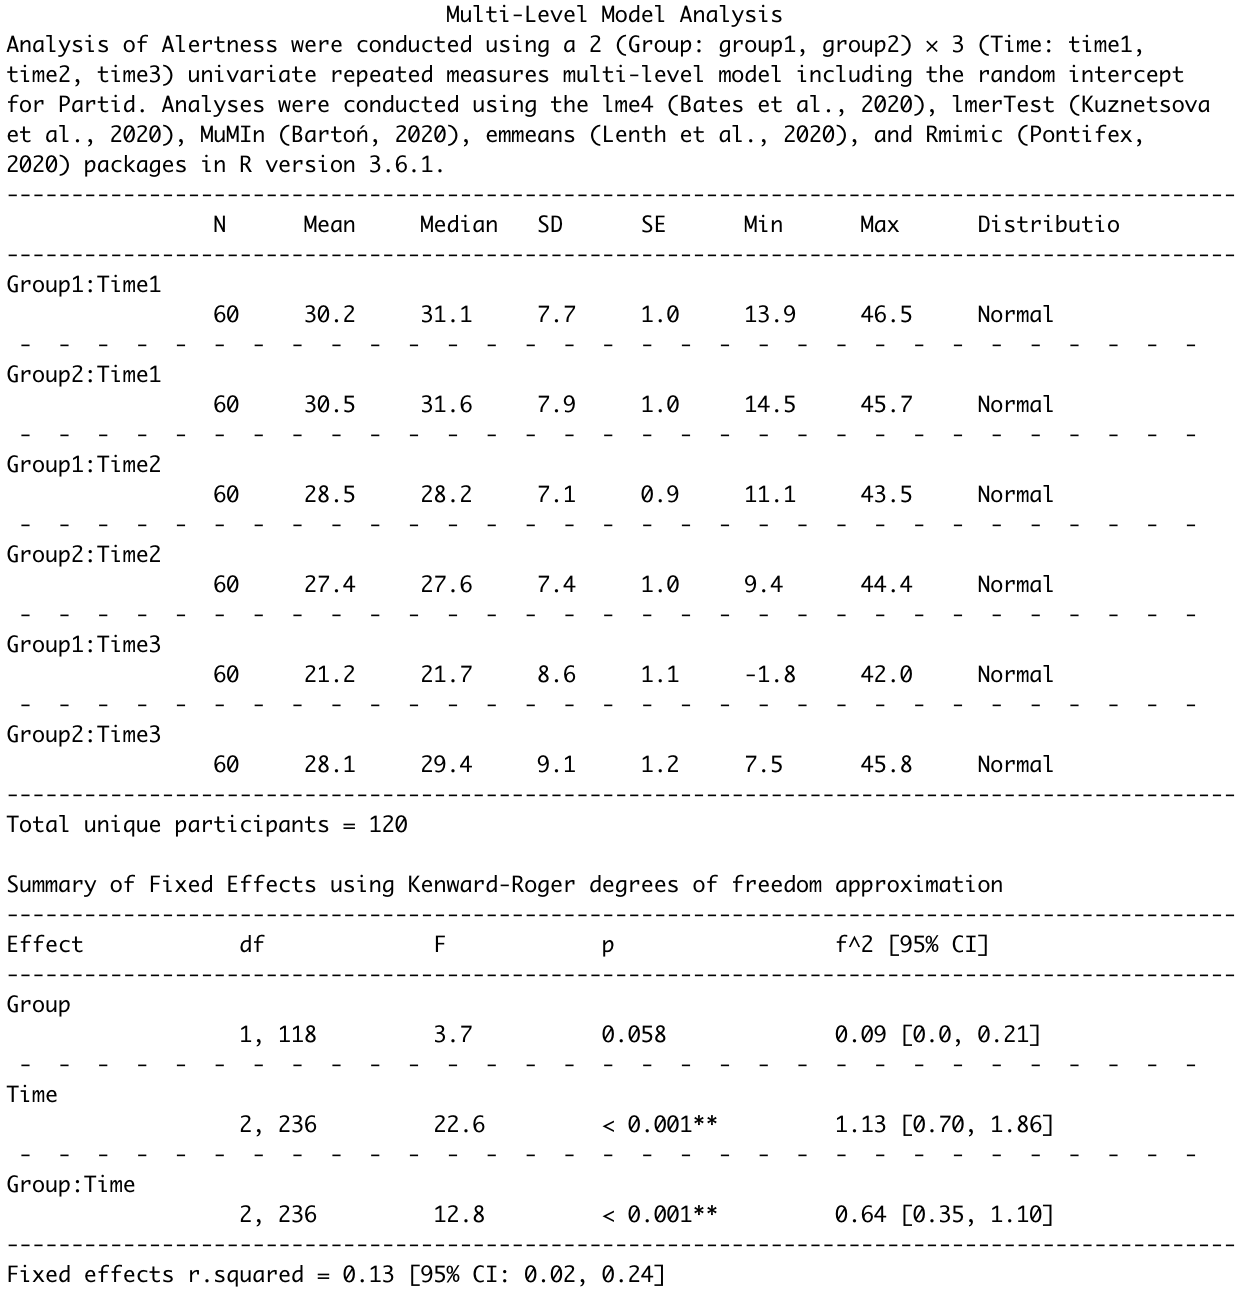 Multi-Level Model Analysis
Analysis of Alertness were conducted using a 2 (Group: group1, group2) × 3 (Time: time1,
time2, time3) univariate repeated measures multi-level model including the random intercept
for Partid. Analyses were conducted using the lme4 (Bates et al., 2020), lmerTest (Kuznetsova
et al., 2020), MuMIn (Bartoń, 2020), emmeans (Lenth et al., 2020), and Rmimic (Pontifex,
2020) packages in R version 3.6.1.
-----------------------------------------------------------------------------------------------
N Mean Median SD SE Min Max Distributio
-----------------------------------------------------------------------------------------------
Group1:Time1
60 30.2 31.1 7.7 1.0 13.9 46.5 Normal
- - - - - - - - - - - - - - - - - - - - - - - - - - - - - - -
Group2:Time1
60 30.5 31.6 7.9 1.0 14.5 45.7 Normal
- - - - - - - - - - - - - - - - - - - - - - - - - - - - - - -
Group1:Time2
60 28.5 28.2 7.1 0.9 11.1 43.5 Normal
- - - - - - - - - - - - - - - - - - - - - - - - - - - - - - -
Group2:Time2
60 27.4 27.6 7.4 1.0 9.4 44.4 Normal
- - - - - - - - - - - - - - - - - - - - - - - - - - - - - - -
Group1:Time3
60 21.2 21.7 8.6 1.1 -1.8 42.0 Normal
- - - - - - - - - - - - - - - - - - - - - - - - - - - - - - -
Group2:Time3
60 28.1 29.4 9.1 1.2 7.5 45.8 Normal
-----------------------------------------------------------------------------------------------
Total unique participants = 120
Summary of Fixed Effects using Kenward-Roger degrees of freedom approximation
-----------------------------------------------------------------------------------------------
Effect df F p f^2 [95% CI]
-----------------------------------------------------------------------------------------------
Group
1, 118 3.7 0.058 0.09 [0.0, 0.21]
- - - - - - - - - - - - - - - - - - - - - - - - - - - - - - -
Time
2, 236 22.6 < 0.001** 1.13 [0.70, 1.86]
- - - - - - - - - - - - - - - - - - - - - - - - - - - - - - -
Group:Time
2, 236 12.8 < 0.001** 0.64 [0.35, 1.10]
-----------------------------------------------------------------------------------------------
Fixed effects r.squared = 0.13 [95% CI: 0.02, 0.24]